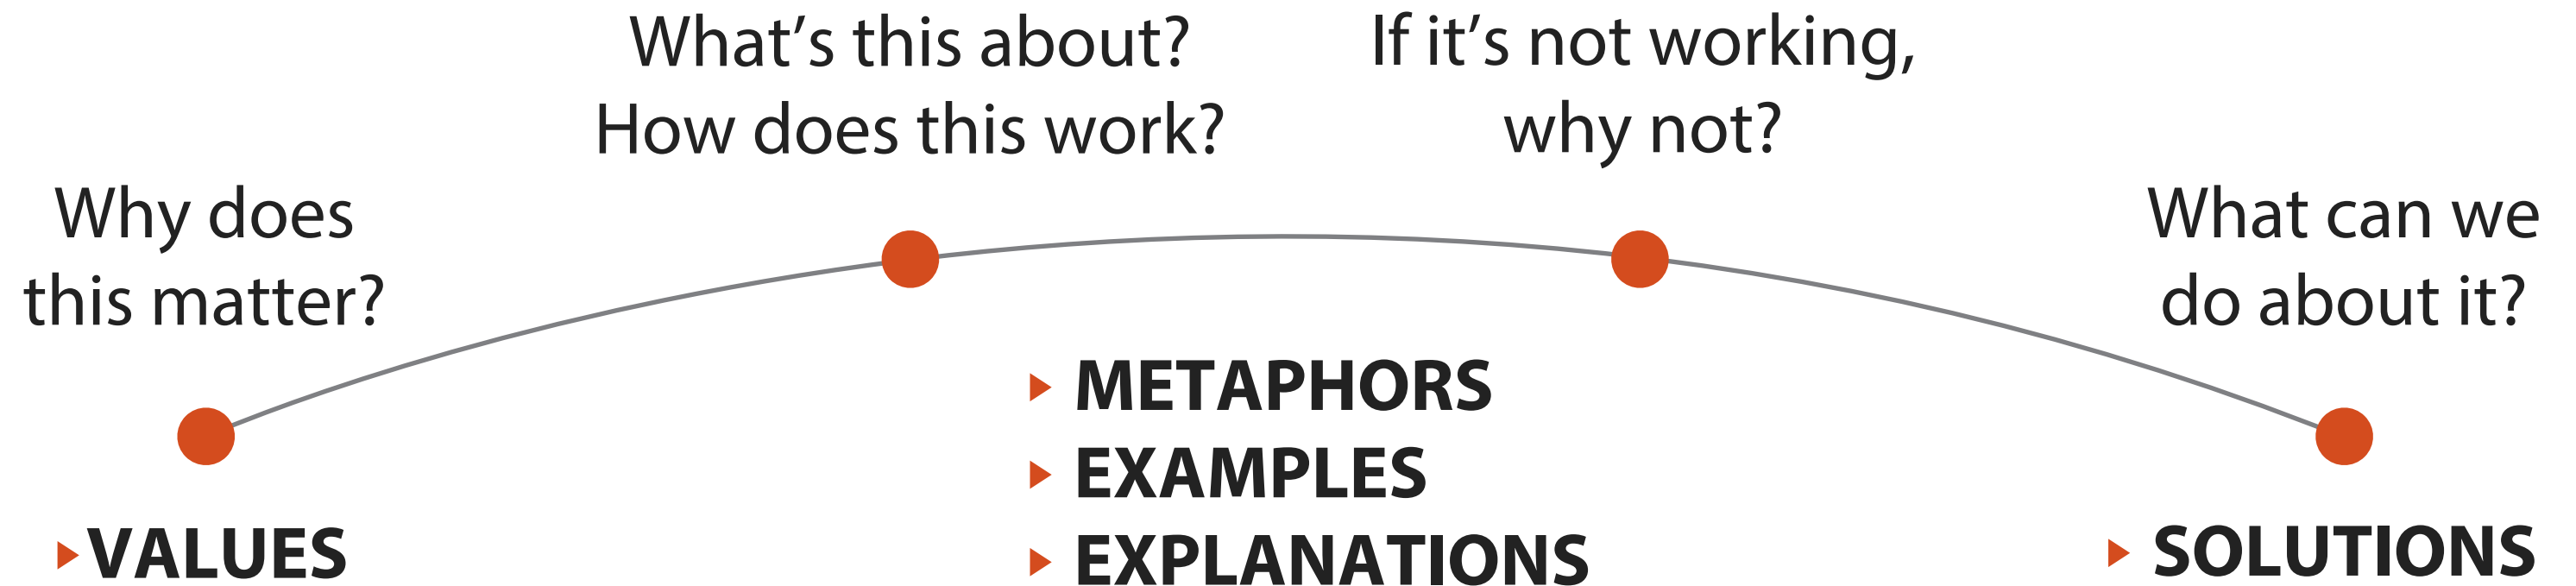 Why does
this matter?
What’s this about?
How does this work?
If it’s not working,
why not?
What can we
do about it?
VALUES
METAPHORS
EXAMPLES
EXPLANATIONS
SOLUTIONS